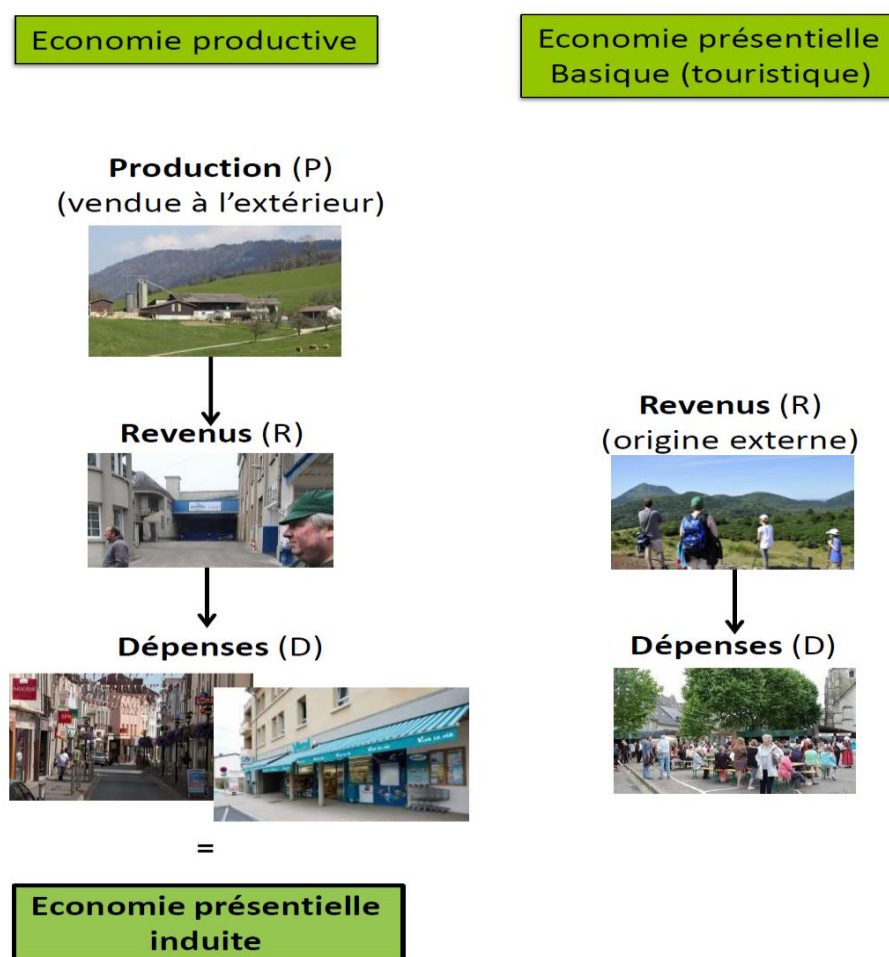 Economie productive
Economie présentielle
Basique (touristique)
Production (P)
(vendue à l’extérieur)
Revenus (R)
Revenus (R)
(origine externe)
Dépenses (D)
Dépenses (D)
=
Economie présentielle
induite